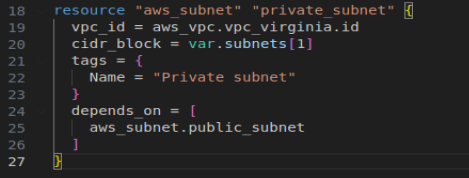 18 resource "aws_subnet" "private_subnet" {
19 vpc_id = aws_vpc.vpc_virginia.id
20 cidr_block = var.subnets[1]
21 tags = {
22 Name = "Private subnet"
23 }
24 depends_on = [
25 aws_subnet.public_subnet
26 ]
27 }